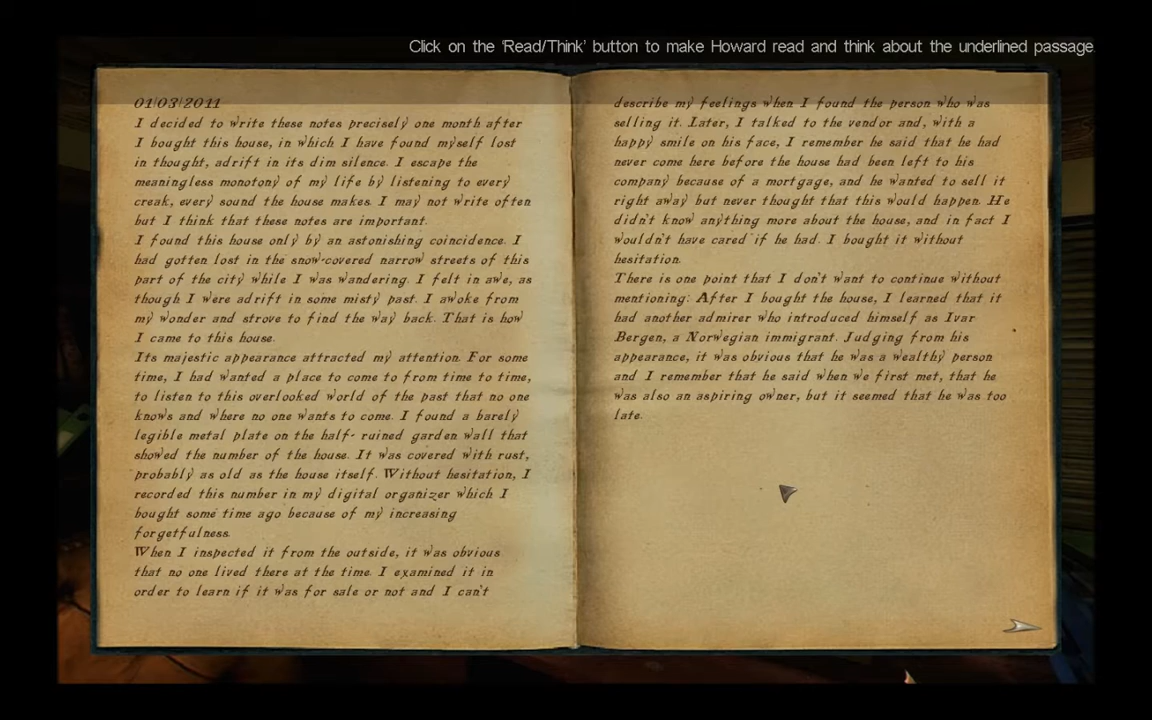 Click on the 'Read/Think' button to make Howard read and think about the underlined passage
01/03/2011
I decided to write these notes precisely one month after
I bought this house, in which I have found myself lost
in thought, adrift in its dim silence. I escape the
meaningless monotony of my life by listening to every
creak, every sound the house makes. I may not write often
but I think that these notes are important.
I found this house only by an astonishing coincidence. I
had gotten lost in the snow-covered narrow streets of this
part of the city while I was wandering. I felt in awe, as
though I were adrift in some misty past. I awoke from
my wonder and strove to find the way back. That is how
I came to this house.
Its majestic appearance attracted my attention. For some
time, I had wanted a place to come to from time to time,
to listen to this overlooked world of the past that no one
knows and where no one wants to come. I found a barely
legible metal plate on the half- ruined garden wall that
showed the number of the house. It was covered with rust,
probably as old as the house itself. Without hesitation, I
recorded this number in my digital organizer which I
bought some time ago because of my increasing
forgetfulness.
When I inspected it from the outside, it was obvious
that no one lived there at the time. I examined it in
order to learn if it was for sale or not and I can't
describe my feelings when I found the person who was
selling it. Later, I talked to the vendor and, with a
happy smile on his face, I remember he said that he had
never come here before the house had been left to his
company because of a mortgage, and he wanted to sell it
right away but never thought that this would happen. He
didn't know anything more about the house, and in fact I
wouldn't have cared if he had. I bought it without
hesitation.
There is one point that I don't want to continue without
mentioning: After I bought the house, I learned that it
had another admirer who introduced himself as Ivar
Bergen, a Norwegian immigrant. Judging from his
appearance, it was obvious that he was a wealthy person
and I remember that he said when we first met, that he
was also an aspiring owner, but it seemed that he was too
late.